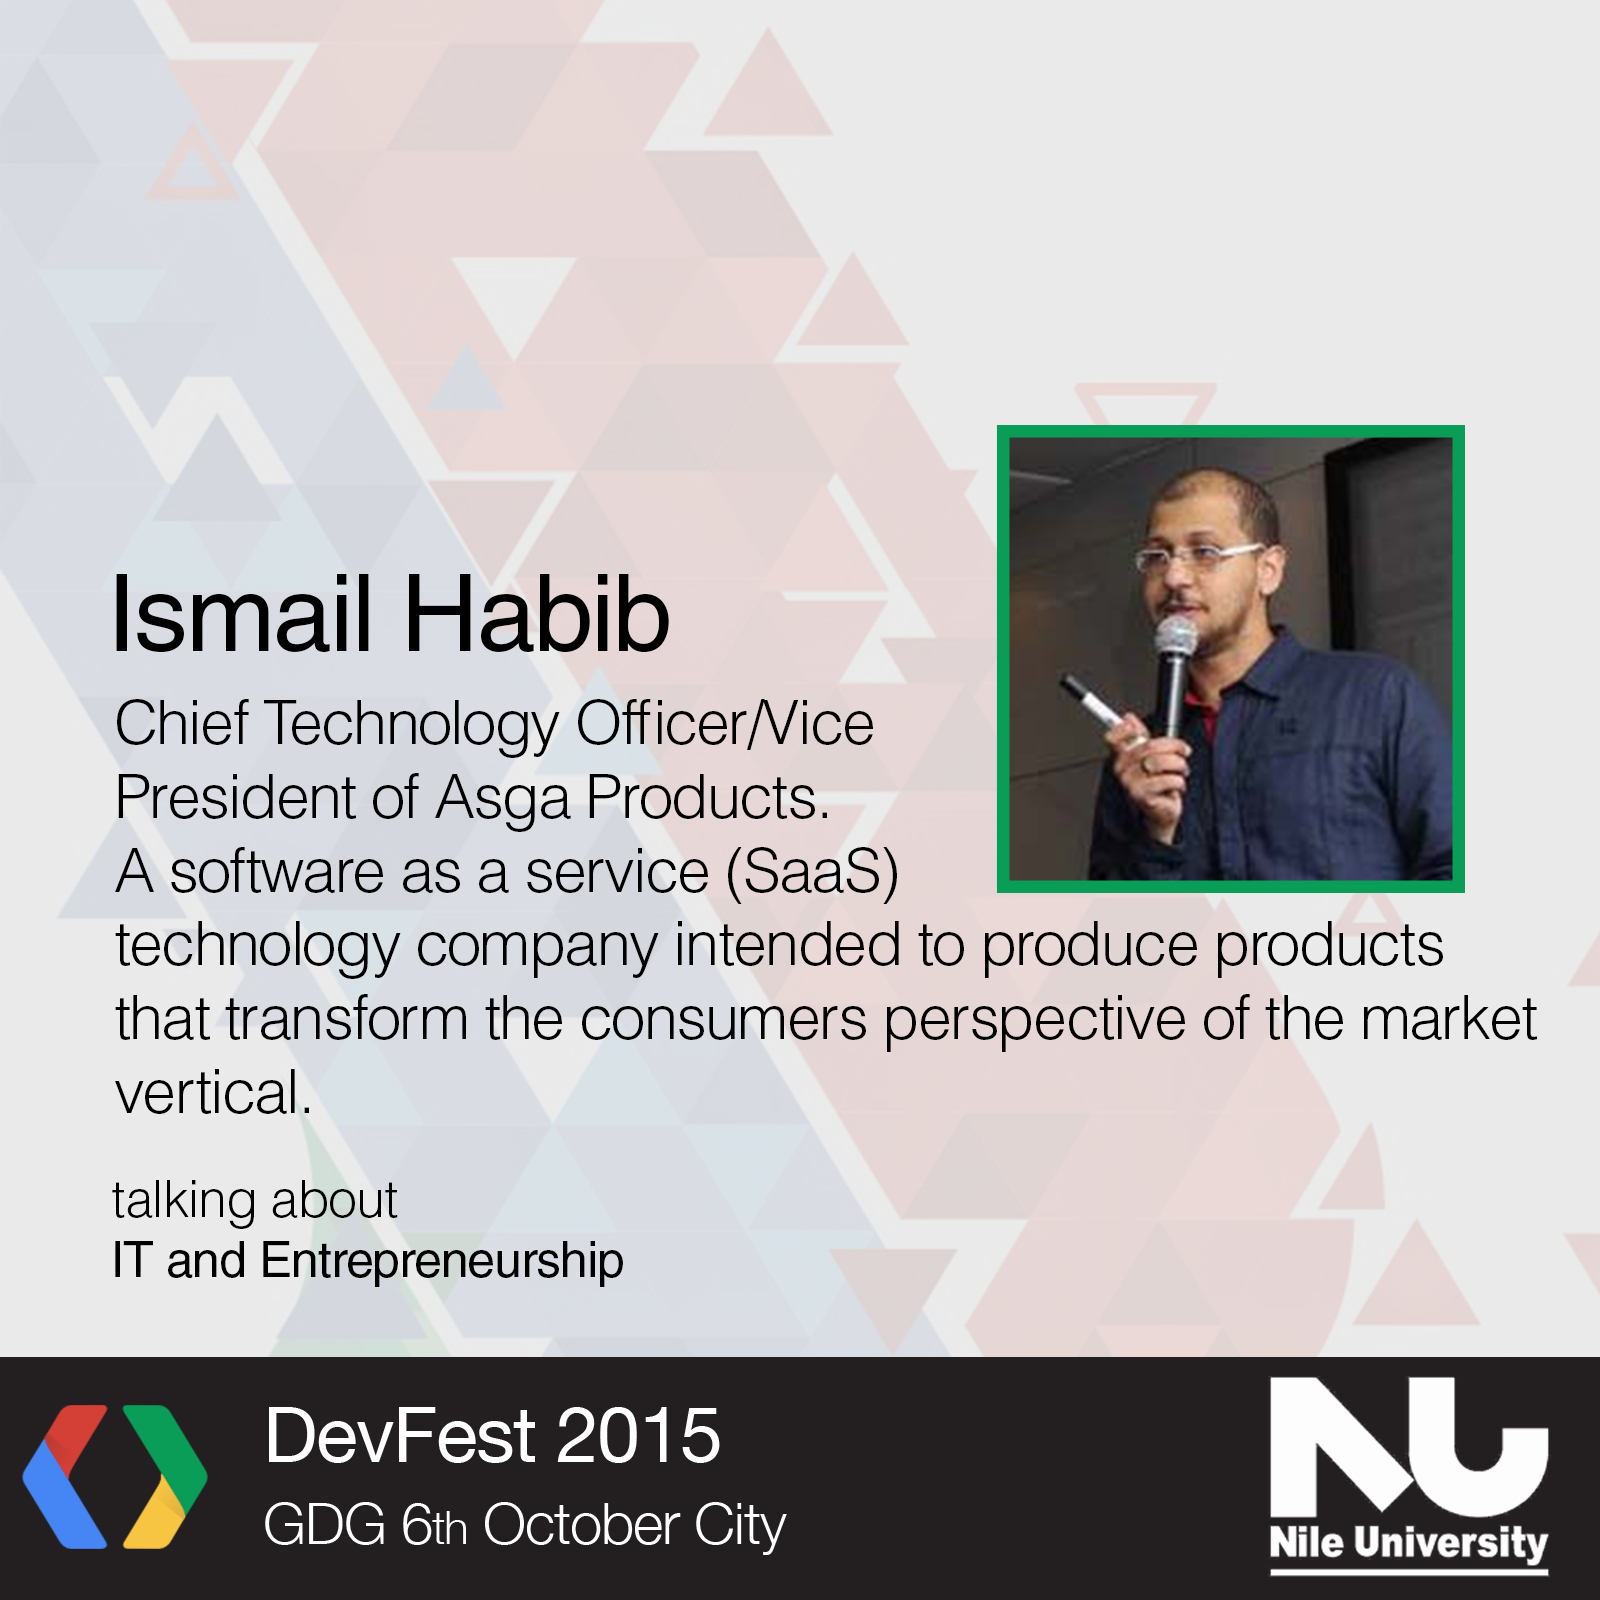 Ismail Habib
Chief Technology Officer/Vice
President of Asga Products.
A software as a service (SaaS)
technology company intended to produce products
that transform the consumers perspective of the market
vertical.
talking about
IT and Entrepreneurship
DevFest 2015
GDG 6th October City
NU
Nile University